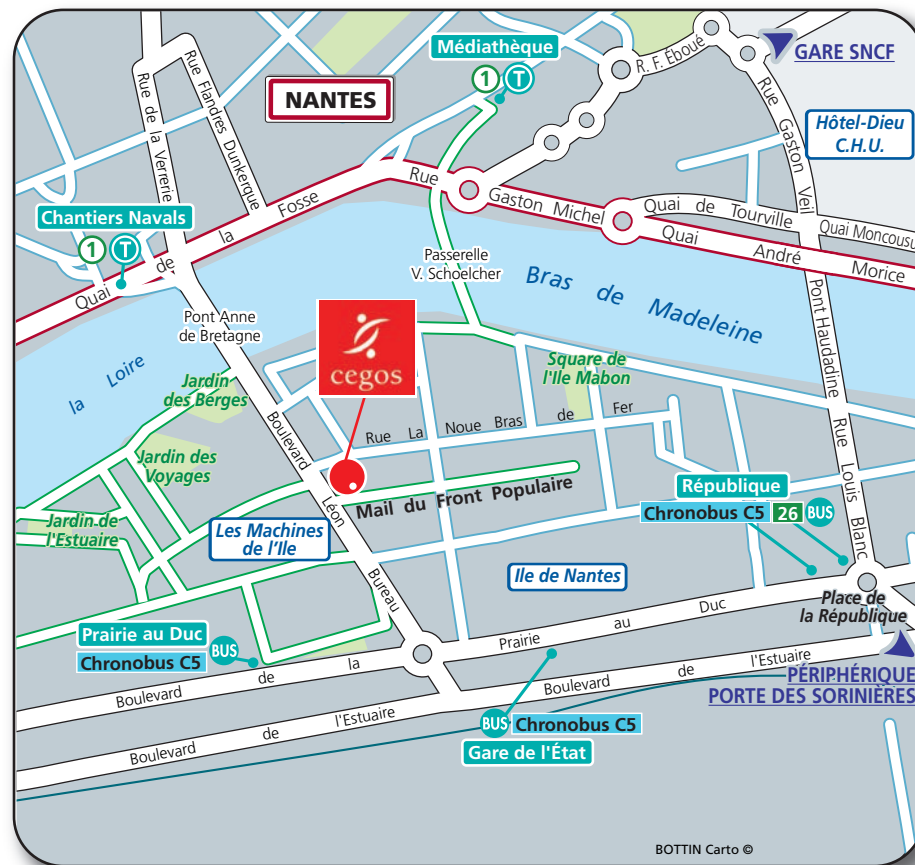 Médiathèque
1 T
R. F. Éboué
GARE SNCF
NANTES
Rue Flandres Dunkerque
Rue de la Verrerie
Rue Gaston Veil
Hôtel-Dieu
C.H.U.
Chantiers Navals
1 T
Quai de la Fosse
Rue Gaston Michel
Quai de Tourville
Quai Moncousu
Quai André Morice
Passerelle
V. Schoelcher
Bras de Madeleine
Pont Haudadine
Pont Anne
de Bretagne
la Loire
cegos
Jardin
des Berges
Square de
l'Ile Mabon
Rue La Noue Bras de Fer
Rue Louis Blanc
Jardin des
Voyages
Boulevard Léon Bureau
Mail du Front Populaire
République
Chronobus C5 26 BUS
Jardin de
l'Estuaire
Les Machines
de l'Ile
Ile de Nantes
Place de
la République
Prairie au Duc
Chronobus C5 BUS
Boulevard de la Prairie au Duc
PÉRIPHÉRIQUE
PORTE DES SORINIÈRES
Boulevard de l'Estuaire
Boulevard de l'Estuaire
BUS Chronobus C5
Gare de l'État
BOTTIN Carto ©